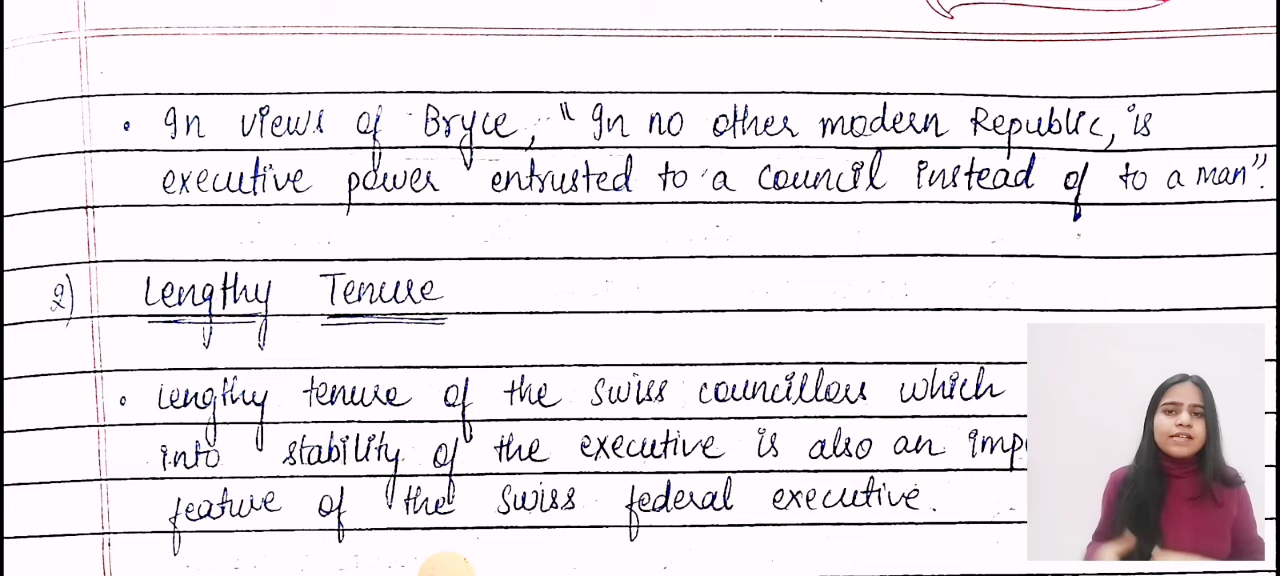 • In views of Bryce, "In no other modern Republic, is
executive power entrusted to a council instead of to a man".
2) Lengthy Tenure
• Lengthy tenure of the swiss councillors which
into stability of the executive is also an
feature of the swiss federal executive.